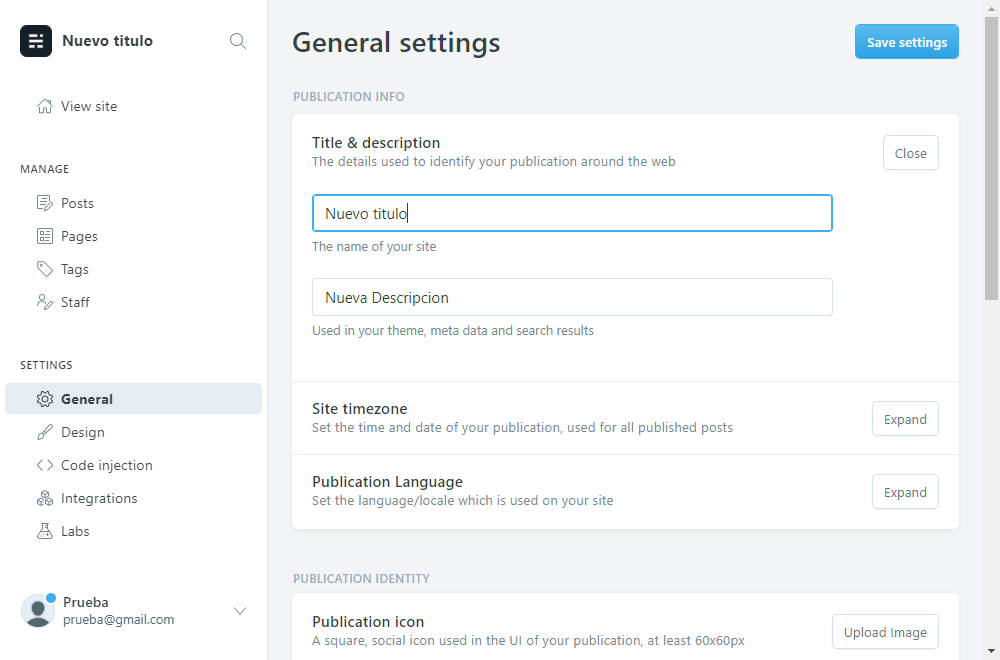 Nuevo titulo
View site
MANAGE
Posts
Pages
Tags
Staff
SETTINGS
General
Design
Code injection
Integrations
Labs
Prueba
prueba@gmail.com
General settings
Save settings
PUBLICATION INFO
Title & description
The details used to identify your publication around the web
Close
Nuevo titulo
The name of your site
Nueva Descripcion
Used in your theme, meta data and search results
Site timezone
Set the time and date of your publication, used for all published posts
Expand
Publication Language
Set the language/locale which is used on your site
Expand
PUBLICATION IDENTITY
Publication icon
A square, social icon used in the UI of your publication, at least 60x60px
Upload Image